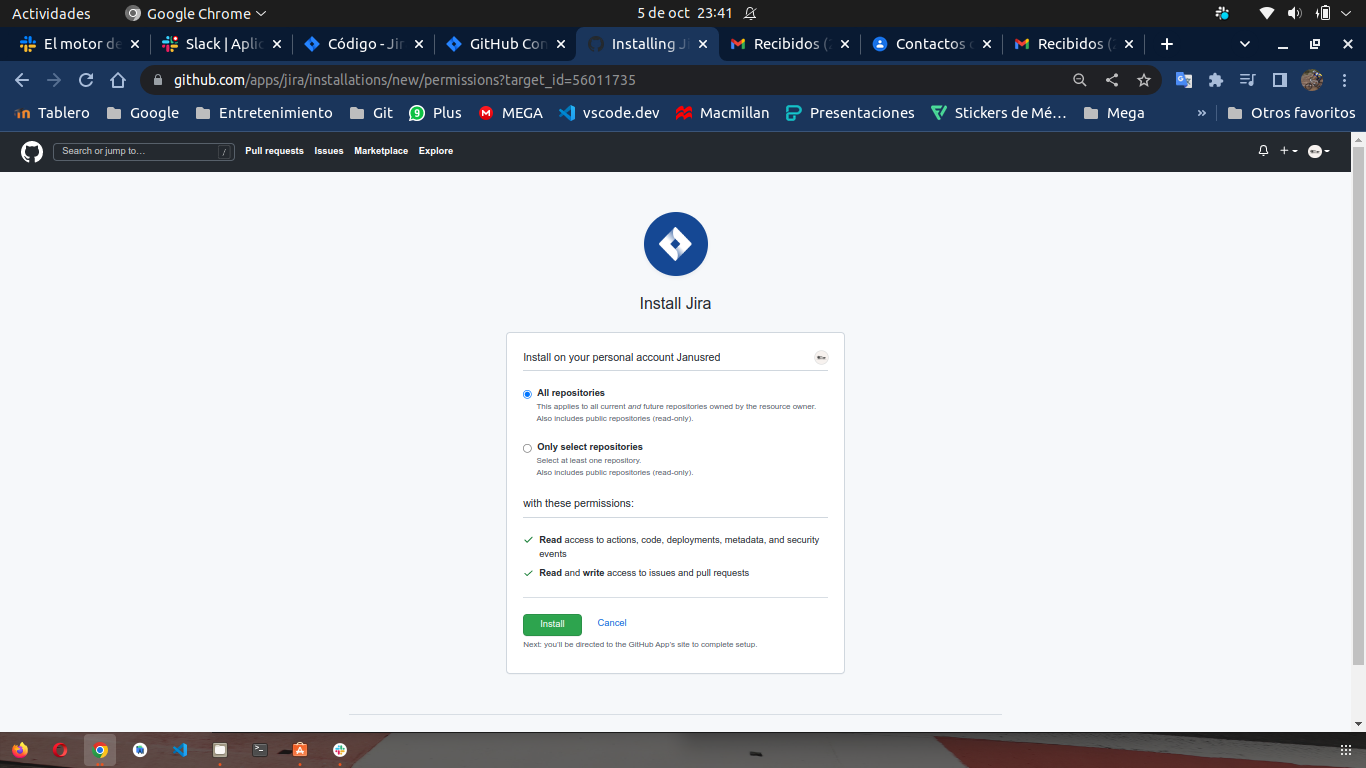 Actividades
Google Chrome
5 de oct 23:41
El motor de
Slack | Aplic
Código - Jir
GitHub Con
Installing Ji
Recibidos (2
Contactos d
Recibidos (2
github.com/apps/jira/installations/new/permissions?target_id=56011735
Tablero
Google
Entretenimiento
Git
Plus
MEGA
vscode.dev
Macmillan
Presentaciones
Stickers de Mé…
Mega
»
Otros favoritos
Search or jump to…
/
Pull requests
Issues
Marketplace
Explore
Install Jira
Install on your personal account Janusred
All repositories
This applies to all current and future repositories owned by the resource owner.
Also includes public repositories (read-only).
Only select repositories
Select at least one repository.
Also includes public repositories (read-only).
with these permissions:
Read access to actions, code, deployments, metadata, and security
events
Read and write access to issues and pull requests
Install
Cancel
Next: you'll be directed to the GitHub App's site to complete setup.